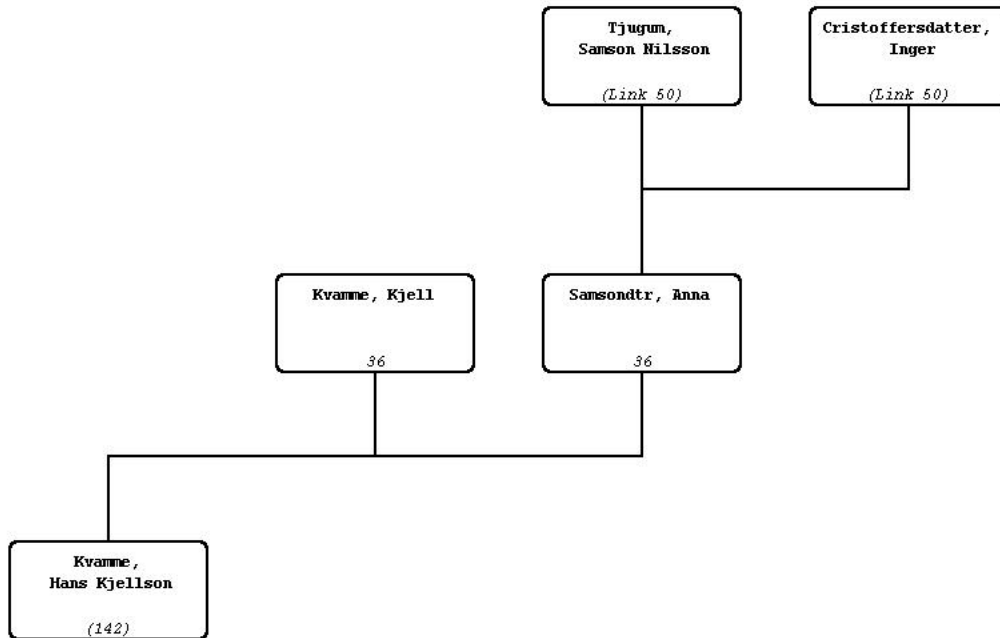 Tjugum,
Samson Nilsson
(Link 50)
Cristoffersdatter,
Inger
(Link 50)
Kvamme, Kjell
36
Samsondtr, Anna
36
Kvamme,
Hans Kjellson
(142)